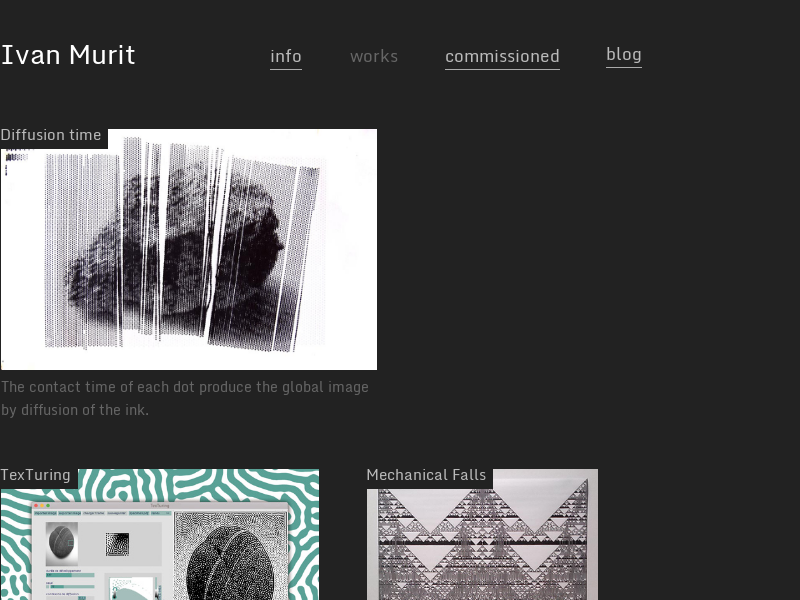 Ivan Murit
info works commissioned blog
Diffusion time
The contact time of each dot produce the global image
by diffusion of the ink.
TexTuring
Mechanical Falls